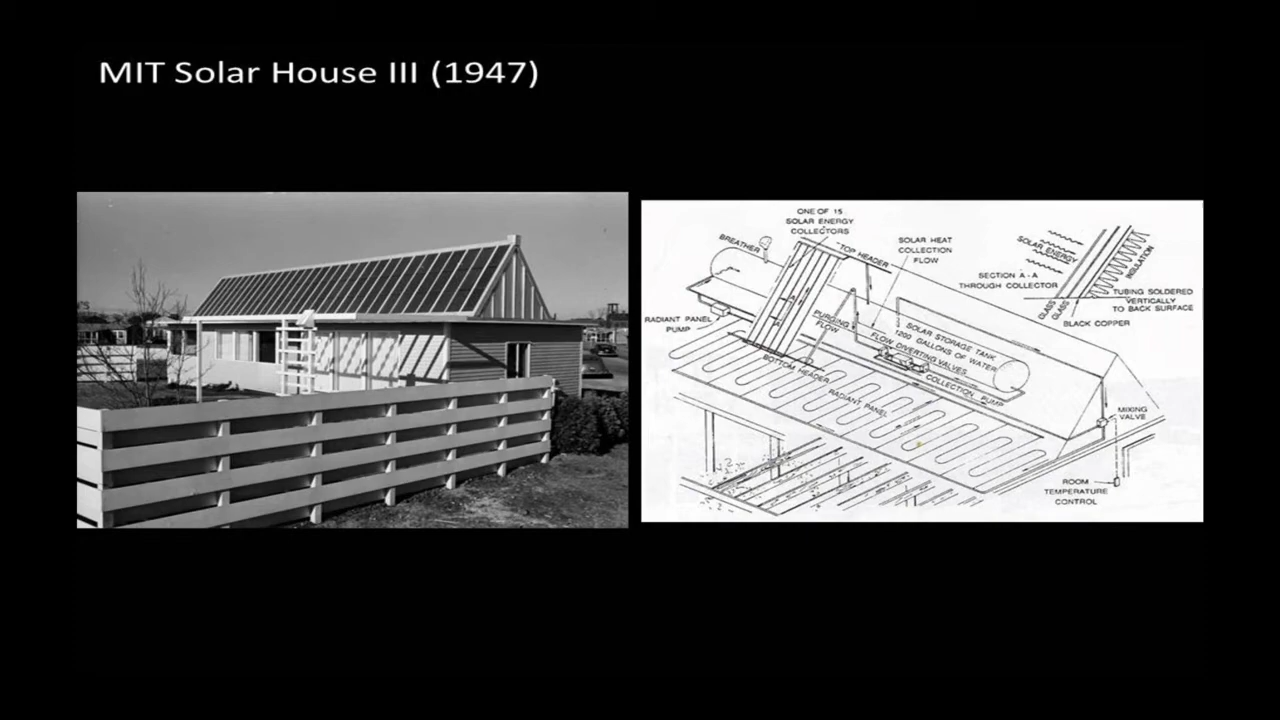 MIT Solar House III (1947)
ONE OF 15
SOLAR ENERGY
COLLECTORS
BREATHER
TOP HEADER
SOLAR HEAT
COLLECTION
FLOW
SOLAR ENERGY
INSULATION
SECTION A-A
THROUGH COLLECTOR
GLASS
GLASS
TUBING SOLDERED
VERTICALLY
TO BACK SURFACE
BLACK COPPER
RADIANT PANEL
PUMP
A
A
PURGING
FLOW
SOLAR STORAGE TANK
1200 GALLONS OF WATER
FLOW DIVERTING VALVES
COLLECTION PUMP
BOTTOM HEADER
RADIANT PANEL
MIXING
VALVE
ROOM
TEMPERATURE
CONTROL